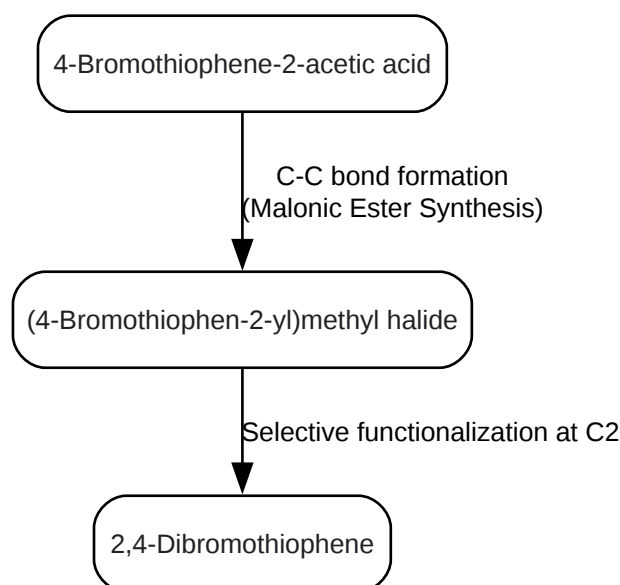 4-Bromothiophene-2-acetic acid
C-C bond formation
(Malonic Ester Synthesis)
(4-Bromothiophen-2-yl)methyl halide
Selective functionalization at C2
2,4-Dibromothiophene